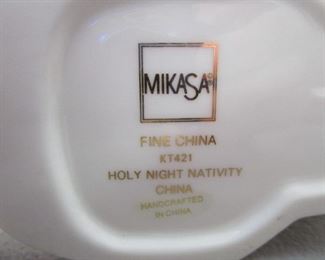 MIKASA®
FINE CHINA
KT421
HOLY NIGHT NATIVITY
CHINA
HANDCRAFTED
IN CHINA